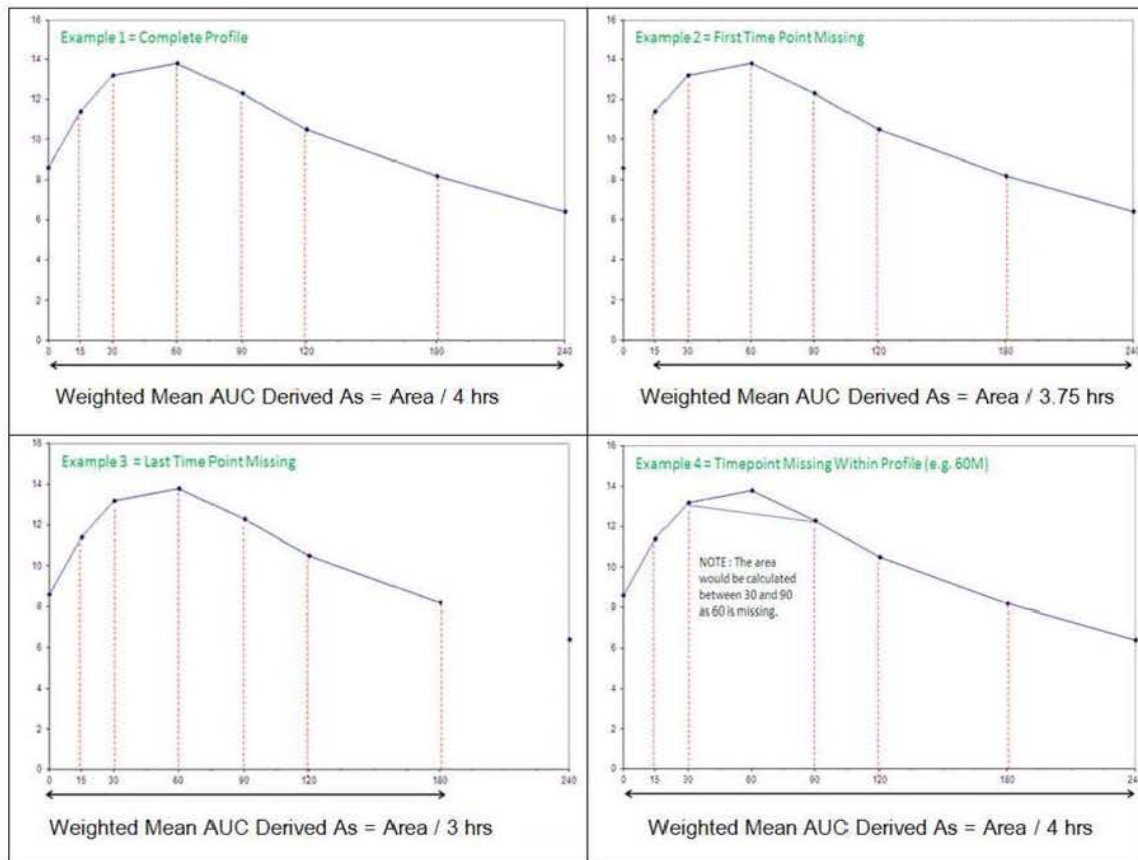 Example 1 = Complete Profile
16
14
12
10
8
6
4
2
0
0 15 30 60 90 120 180 240
Weighted Mean AUC Derived As = Area / 4 hrs
Example 2 = First Time Point Missing
16
14
12
10
8
6
4
2
0
0 15 30 60 90 120 180 240
Weighted Mean AUC Derived As = Area / 3.75 hrs
Example 3 = Last Time Point Missing
16
14
12
10
8
6
4
2
0
0 15 30 60 90 120 180 240
Weighted Mean AUC Derived As = Area / 3 hrs
Example 4 = Timepoint Missing Within Profile (e.g. 60M)
16
14
12
10
8
6
4
2
0
NOTE : The area
would be calculated
between 30 and 90
as 60 is missing.
0 15 30 60 90 120 180 240
Weighted Mean AUC Derived As = Area / 4 hrs